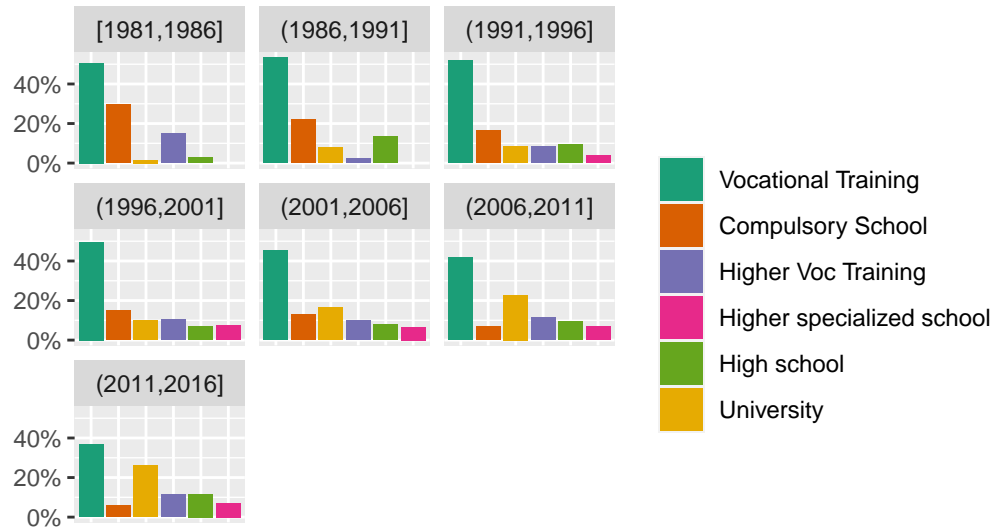 [1981,1986]
(1986,1991]
(1991,1996]
40%
20%
0%
(1996,2001]
(2001,2006]
(2006,2011]
40%
20%
0%
(2011,2016]
40%
20%
0%
Vocational Training
Compulsory School
Higher Voc Training
Higher specialized school
High school
University